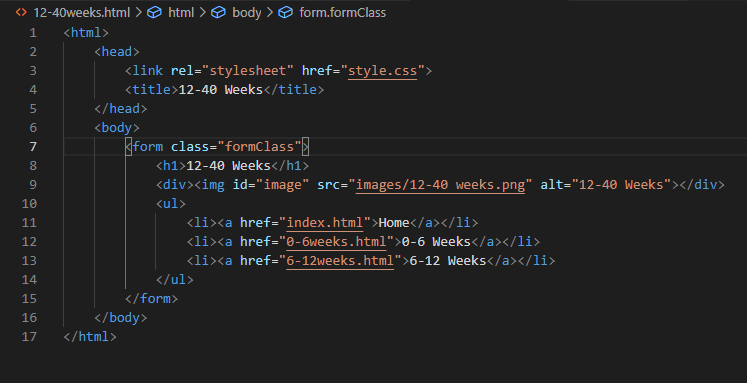 12-40weeks.html > html > body > form.formClass
1 <html>
2     <head>
3         <link rel="stylesheet" href="style.css">
4         <title>12-40 Weeks</title>
5     </head>
6     <body>
7         <form class="formClass">
8             <h1>12-40 Weeks</h1>
9             <div><img id="image" src="images/12-40 weeks.png" alt="12-40 Weeks"></div>
10             <ul>
11                 <li><a href="index.html">Home</a></li>
12                 <li><a href="0-6weeks.html">0-6 Weeks</a></li>
13                 <li><a href="6-12weeks.html">6-12 Weeks</a></li>
14             </ul>
15         </form>
16     </body>
17 </html>